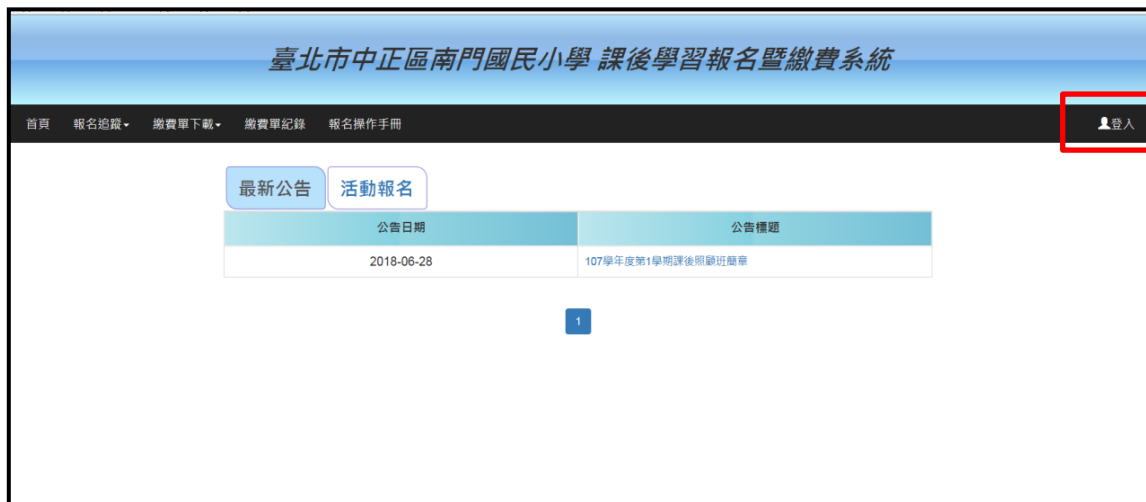 臺北市中正區南門國民小學 課後學習報名暨繳費系統
首頁 報名追蹤 繳費單下載 繳費單紀錄 報名操作手冊 登入
最新公告 活動報名
公告日期 公告標題
2018-06-28 107學年度第1學期課後照顧班簡章
1